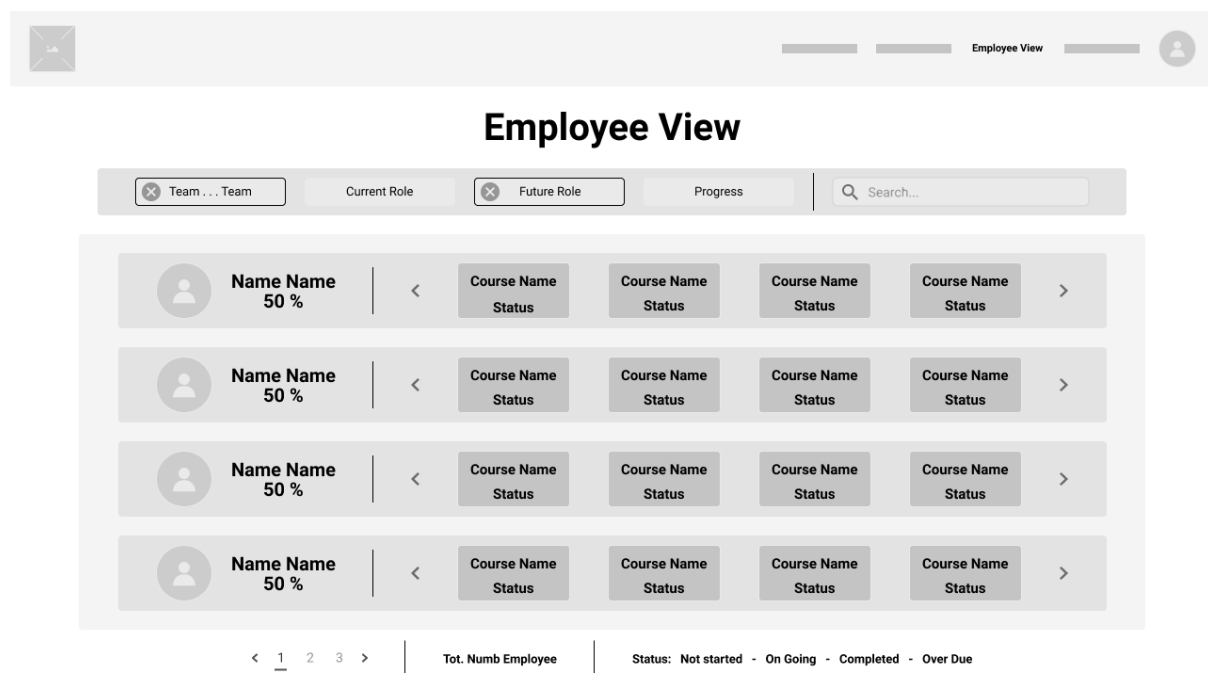 Employee View
Employee View
Team . . . Team
Current Role
Future Role
Progress
Search...
Name Name
50 %
Course Name
Status
Course Name
Status
Course Name
Status
Course Name
Status
Name Name
50 %
Course Name
Status
Course Name
Status
Course Name
Status
Course Name
Status
Name Name
50 %
Course Name
Status
Course Name
Status
Course Name
Status
Course Name
Status
Name Name
50 %
Course Name
Status
Course Name
Status
Course Name
Status
Course Name
Status
< 1 2 3 >
Tot. Numb Employee
Status: Not started - On Going - Completed - Over Due